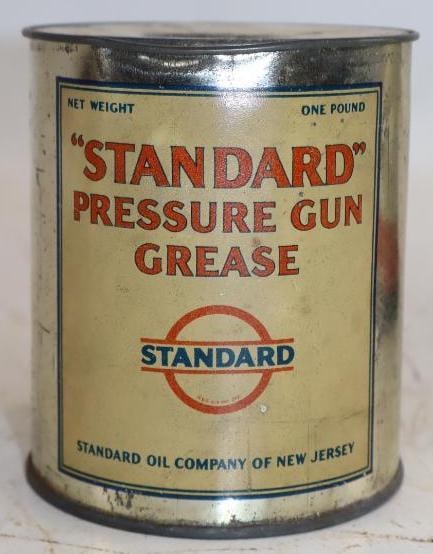 NET WEIGHT ONE POUND
"STANDARD"
PRESSURE GUN
GREASE
STANDARD
STANDARD OIL COMPANY OF NEW JERSEY